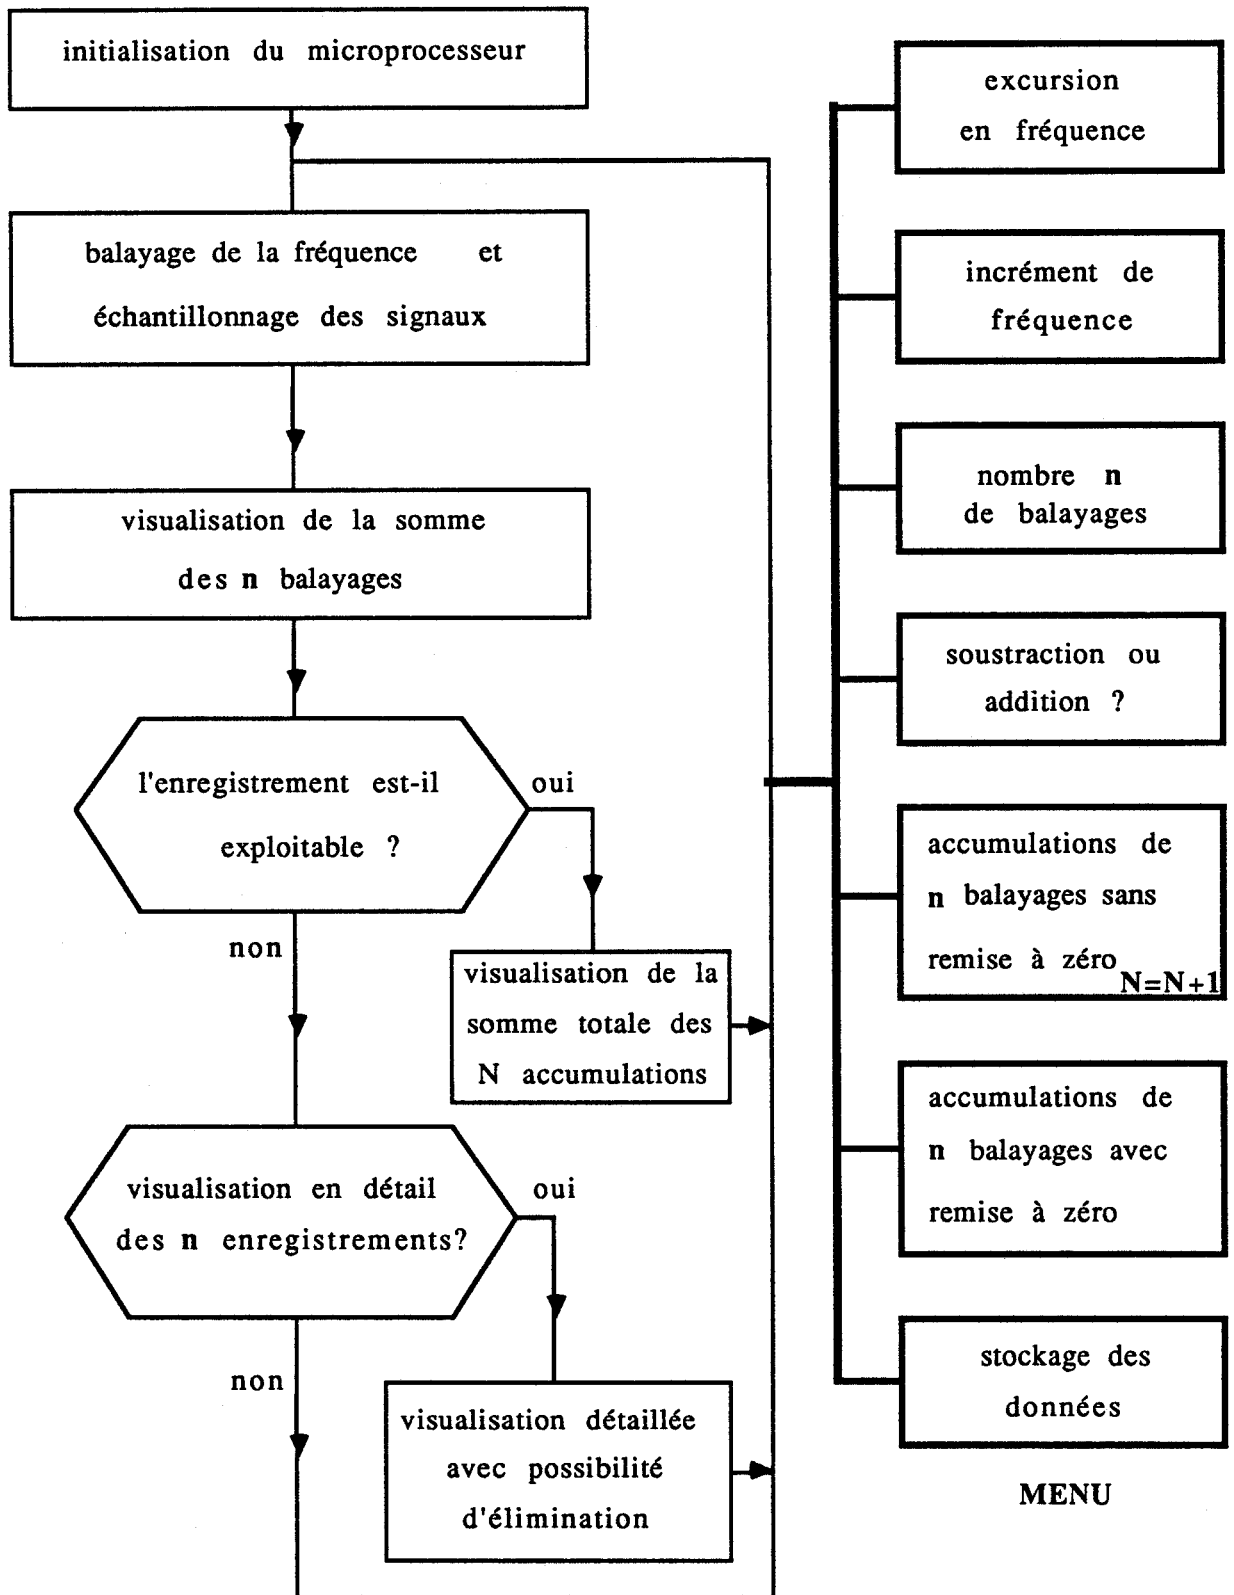 initialisation du microprocesseur
balayage de la fréquence et
échantillonnage des signaux
visualisation de la somme
des n balayages
l'enregistrement est-il
exploitable ?
oui
non
visualisation de la
somme totale des
N accumulations
visualisation en détail
des n enregistrements?
oui
non
visualisation détaillée
avec possibilité
d'élimination
excursion
en fréquence
incrément de
fréquence
nombre n
de balayages
soustraction ou
addition ?
accumulations de
n balayages sans
remise à zéro
N=N+1
accumulations de
n balayages avec
remise à zéro
stockage des
données
MENU